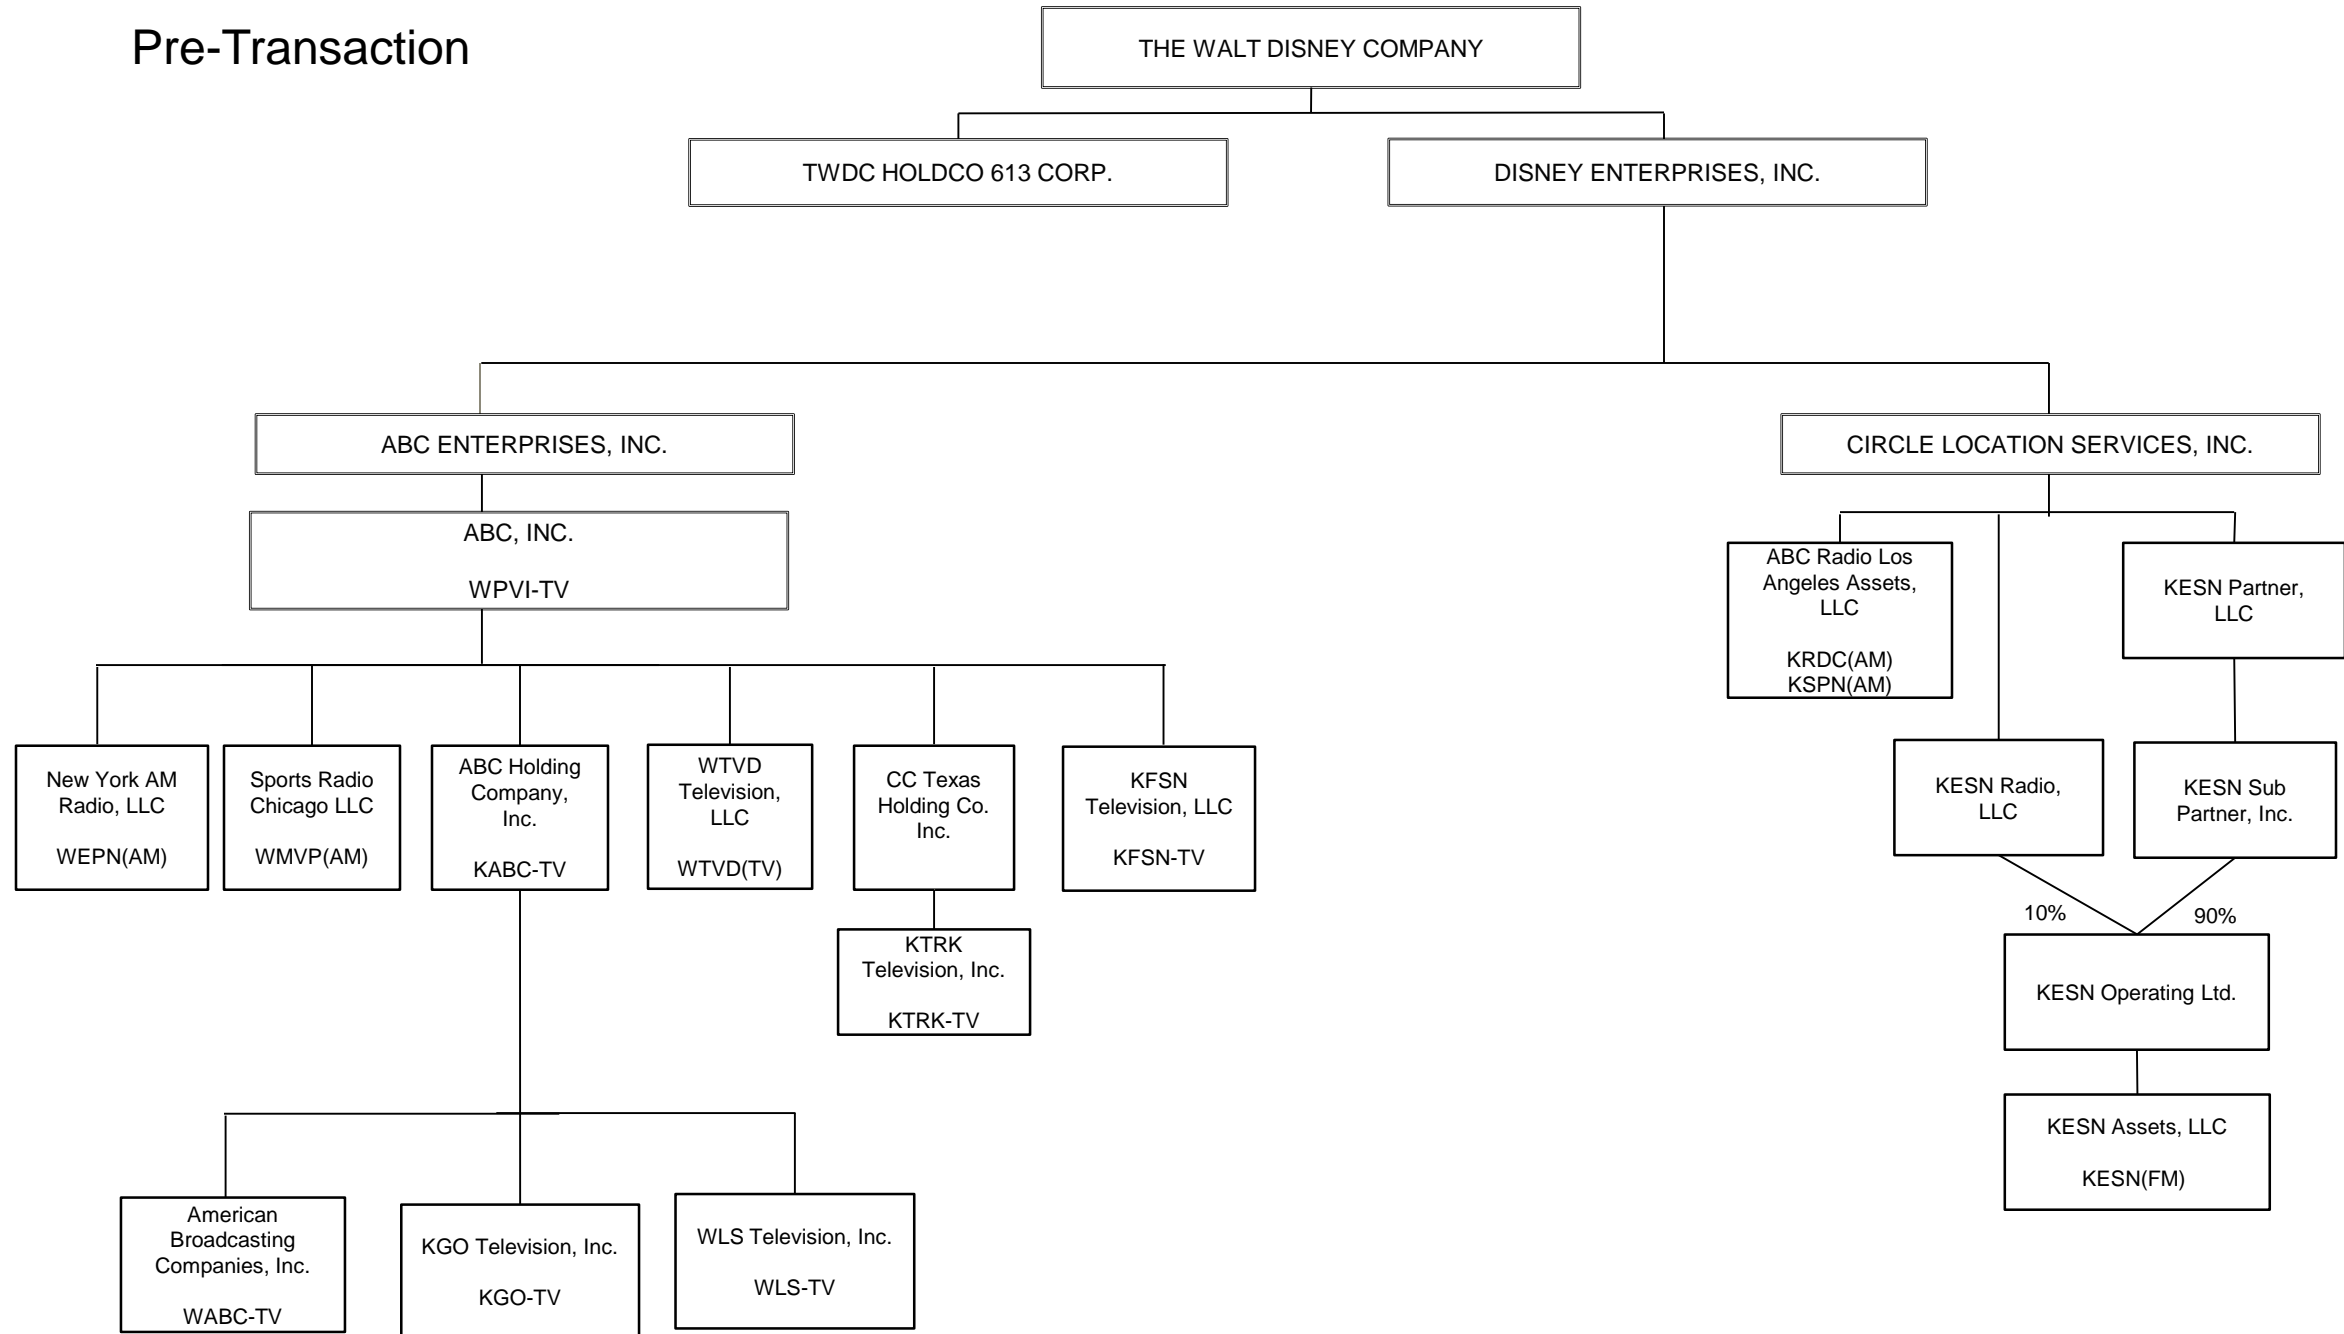 Pre-Transaction
THE WALT DISNEY COMPANY
TWDC HOLDCO 613 CORP.
DISNEY ENTERPRISES, INC.
ABC ENTERPRISES, INC.
CIRCLE LOCATION SERVICES, INC.
ABC, INC.
WPVI-TV
ABC Radio Los
Angeles Assets,
LLC
KRDC(AM)
KSPN(AM)
KESN Partner,
LLC
New York AM
Radio, LLC
WEPN(AM)
Sports Radio
Chicago LLC
WMVP(AM)
ABC Holding
Company,
Inc.
KABC-TV
WTVD
Television,
LLC
WTVD(TV)
CC Texas
Holding Co.
Inc.
KFSN
Television, LLC
KFSN-TV
KESN Radio,
LLC
KESN Sub
Partner, Inc.
10%
90%
KTRK
Television, Inc.
KTRK-TV
KESN Operating Ltd.
KESN Assets, LLC
KESN(FM)
American
Broadcasting
Companies, Inc.
WABC-TV
KGO Television, Inc.
KGO-TV
WLS Television, Inc.
WLS-TV